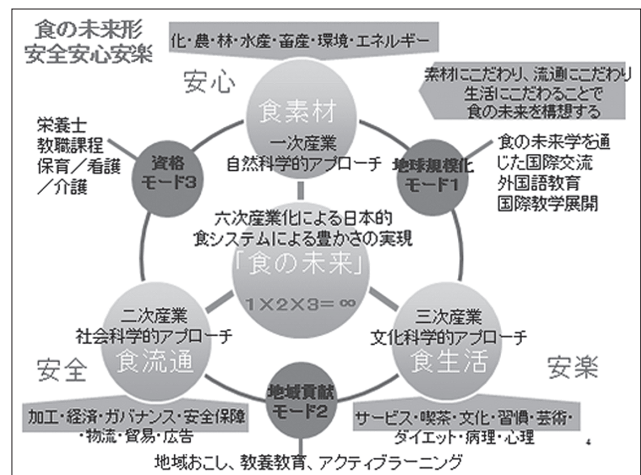 食の未来形
安全安心安楽
化・農・林・水産・畜産・環境・エネルギー
安心
素材にこだわり、流通にこだわり
生活にこだわることで
食の未来を構想する
食素材
一次産業
自然科学的アプローチ
栄養士
教職課程
保育／看護
／介護
資格
モード3
地球規模化
モード1
食の未来学を通
じた国際交流
外国語教育
国際教学展開
六次産業化による日本的
食システムによる豊かさの実現
「食の未来」
1×2×3＝∞
二次産業
社会科学的アプローチ
食流通
三次産業
文化科学的アプローチ
食生活
安全
安楽
地域貢献
モード2
加工・経済・ガバナンス・安全保障
・物流・貿易・広告
サービス・喫茶・文化・習慣・芸術・
ダイエット・病理・心理
地域おこし、教養教育、アクティブラーニング
4